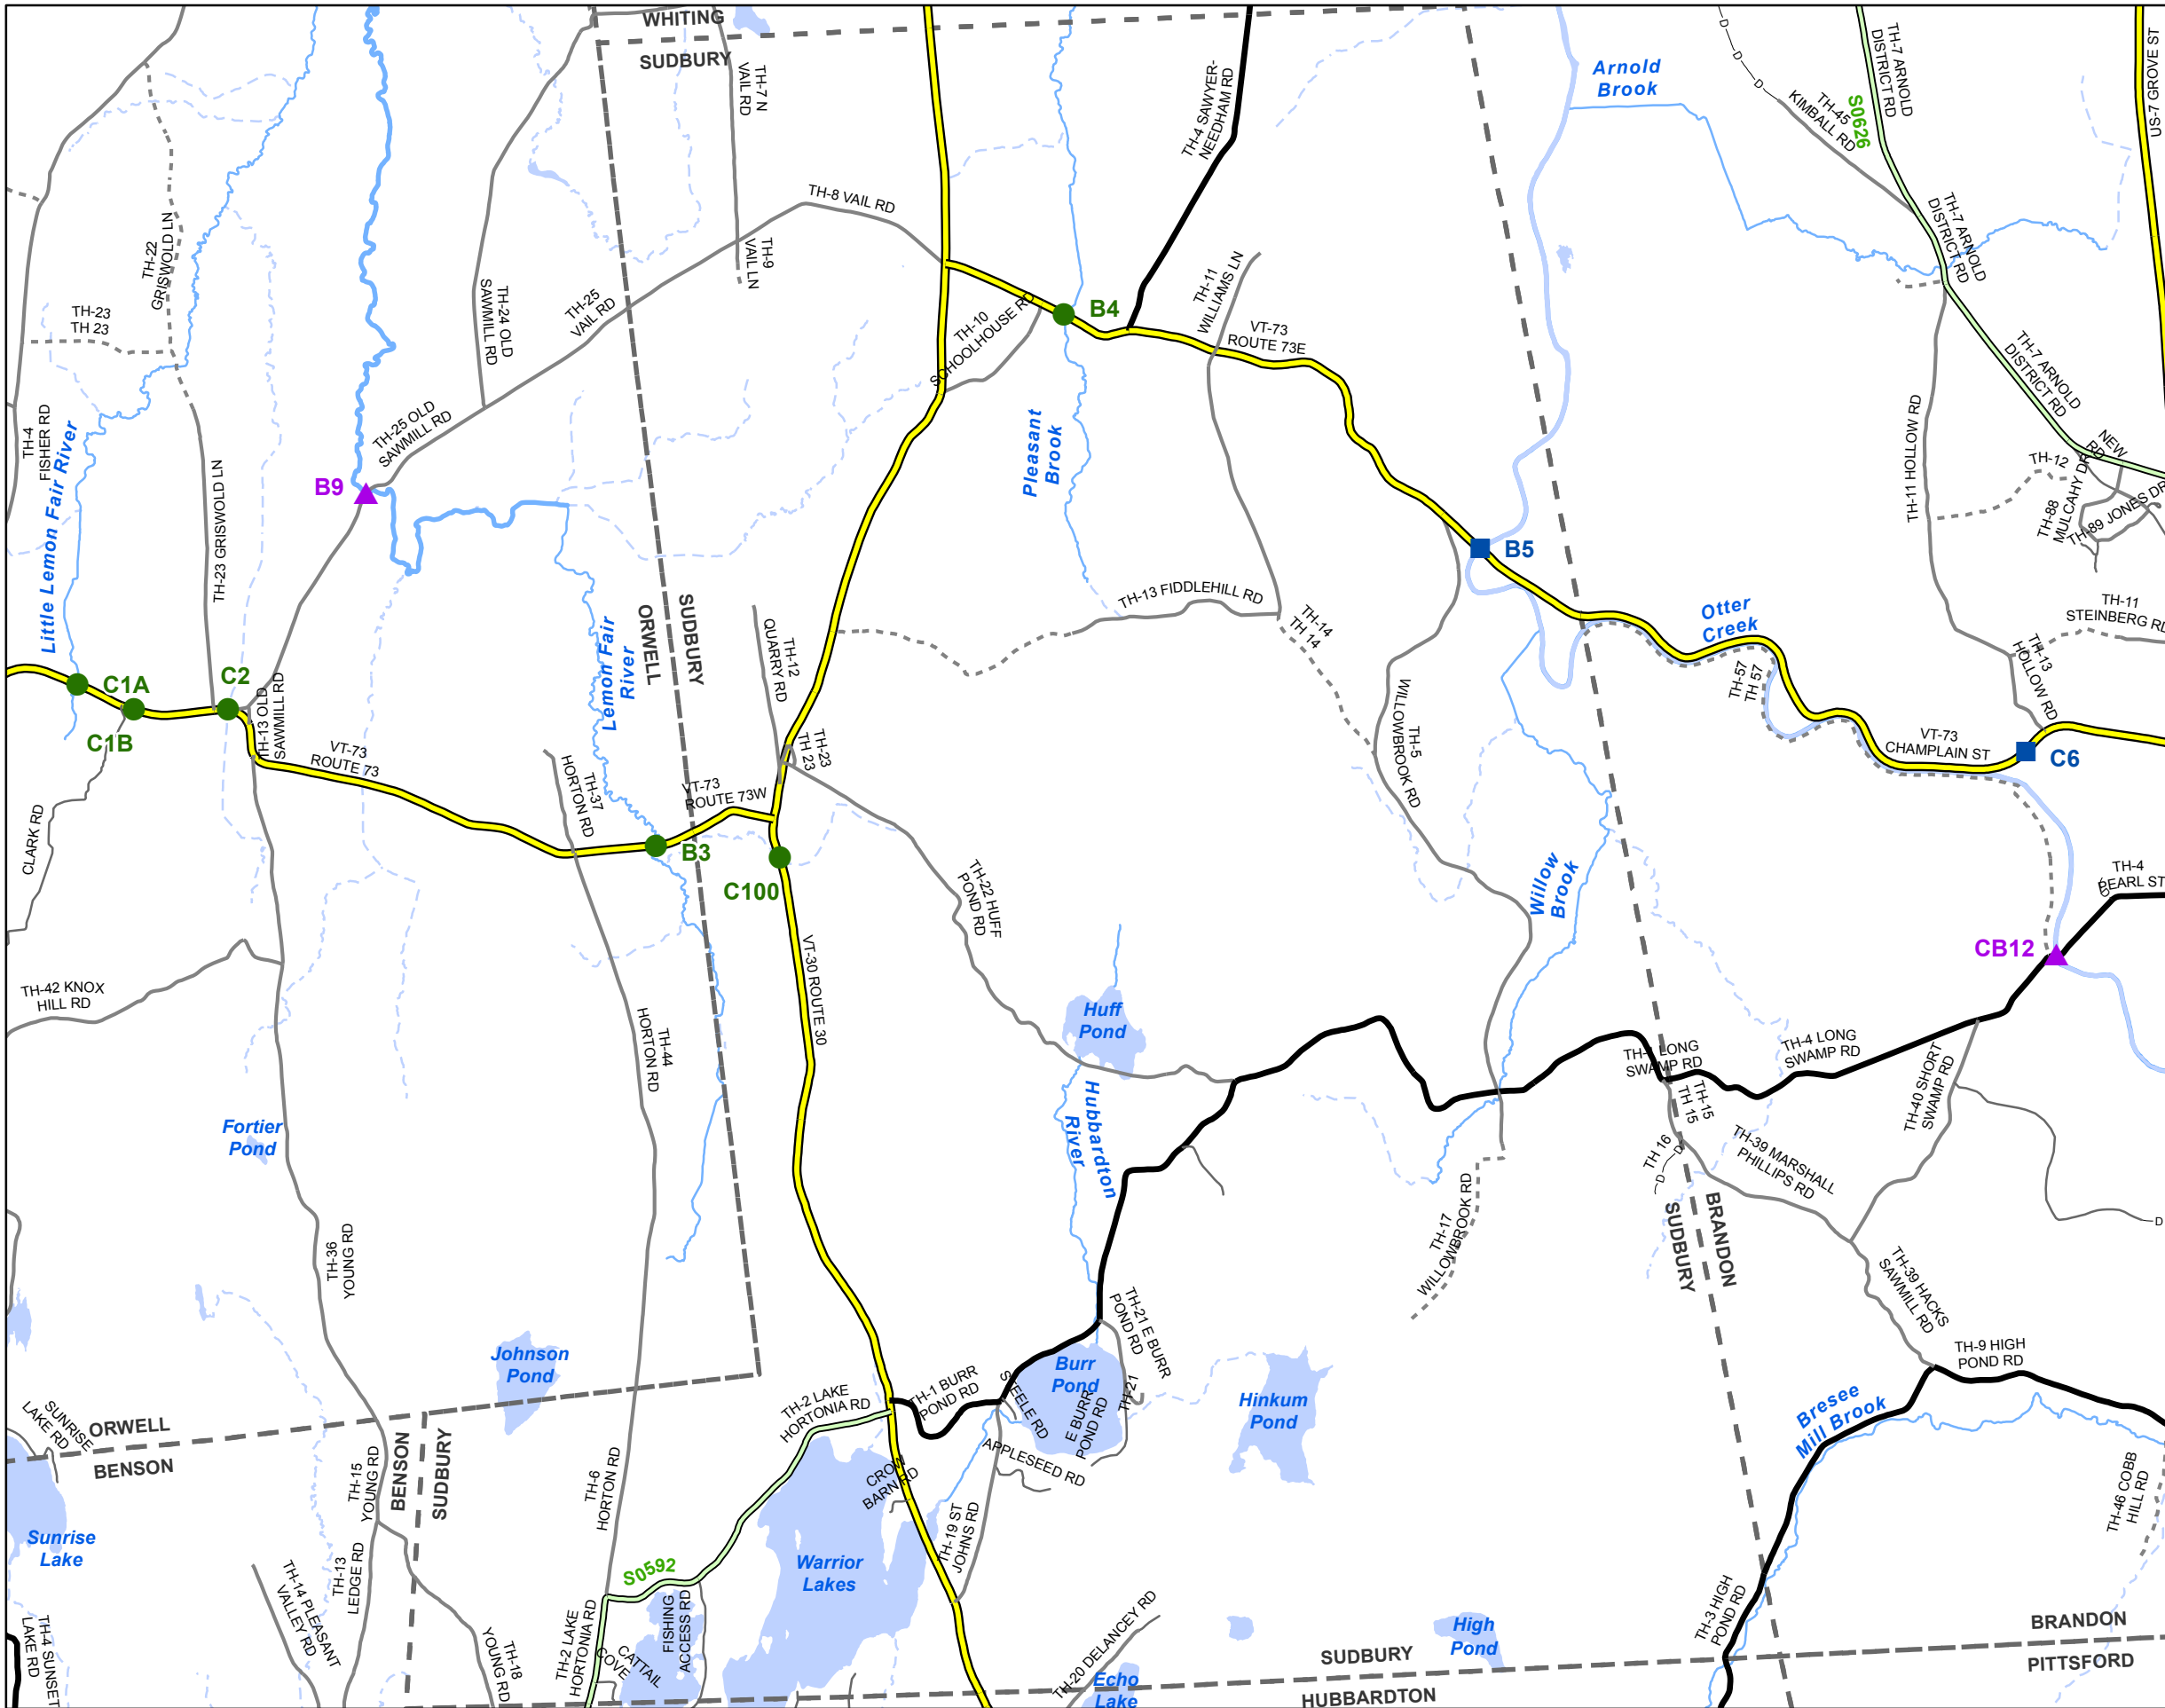 WHITING
SUDBURY
TH-7 N
VAIL RD
TH-4 SAWYER-
NEEDHAM RD
Arnold
Brook
D
D
D
TH-45
KIMBALL RD
S0626
TH-7 ARNOLD
DISTRICT RD
US-7 GROVE ST
TH-22
GRISWOLD LN
TH-8 VAIL RD
TH-9
VAIL LN
TH-7 ARNOLD
DISTRICT RD
TH-23
TH 23
TH-24 OLD
SAWMILL RD
TH-25
VAIL RD
TH-10
SCHOOLHOUSE RD
B4
TH-11
WILLIAMS LN
VT-73
ROUTE 73E
TH-7 ARNOLD
DISTRICT RD
TH-4
FISHER RD
Little Lemon Fair River
TH-25 OLD
SAWMILL RD
B9
Pleasant
Brook
TH-11 HOLLOW RD
TH-12
NEW
RD
TH-88
MULCAHY DR
TH-89 JONES DR
TH-23 GRISWOLD LN
B5
TH-13 FIDDLEHILL RD
TH-14
TH 14
Otter
Creek
TH-11
STEINBERG RD
ORWELL
SUDBURY
Lemon Fair
River
TH-12
QUARRY RD
C1A
C1B
C2
TH-13 OLD
SAWMILL RD
TH-57
TH 57
TH-13
HOLLOW RD
VT-73
ROUTE 73
TH-37
HORTON RD
VT-73
ROUTE 73W
TH-23
TH 23
TH-5
WILLOWBROOK RD
VT-73
CHAMPLAIN ST
C6
CLARK RD
B3
C100
TH-22 HUFF
POND RD
Willow
Brook
TH-4
PEARL ST
CB12
TH-42 KNOX
HILL RD
VT-30 ROUTE 30
TH-44
HORTON RD
Huff
Pond
TH-4 LONG
SWAMP RD
TH-4 LONG
SWAMP RD
TH-15
TH 15
TH-40 SHORT
SWAMP RD
Fortier
Pond
Hubbardton
River
TH 16
D
D
TH-39 MARSHALL
PHILLIPS RD
TH-17
WILLOWBROOK RD
BRANDON
SUDBURY
D
TH-36
YOUNG RD
TH-39 HACKS
SAWMILL RD
TH-21 E BURR
POND RD
Johnson
Pond
TH-9 HIGH
POND RD
Burr
Pond
TH-1 BURR
POND RD
TH-2 LAKE
HORTONIA RD
STEELE RD
E BURR
POND RD
TH-21
Hinkum
Pond
Bresee
Mill Brook
SUNRISE
LAKE RD
ORWELL
BENSON
BENSON
SUDBURY
TH-15
YOUNG RD
TH-6
HORTON RD
CROW
BARN RD
APPLESEED RD
TH-46 COBB
HILL RD
Sunrise
Lake
TH-19 ST
JOHNS RD
Warrior
Lakes
S0592
TH-13
LEDGE RD
TH-14 PLEASANT
VALLEY RD
FISHING
ACCESS RD
TH-3 HIGH
POND RD
TH-2 LAKE
HORTONIA RD
CATTAIL
COVE
TH-18
YOUNG RD
TH-4 SUNSET
LAKE RD
TH-20 DELANCEY RD
Echo
Lake
High
Pond
SUDBURY
HUBBARDTON
BRANDON
PITTSFORD